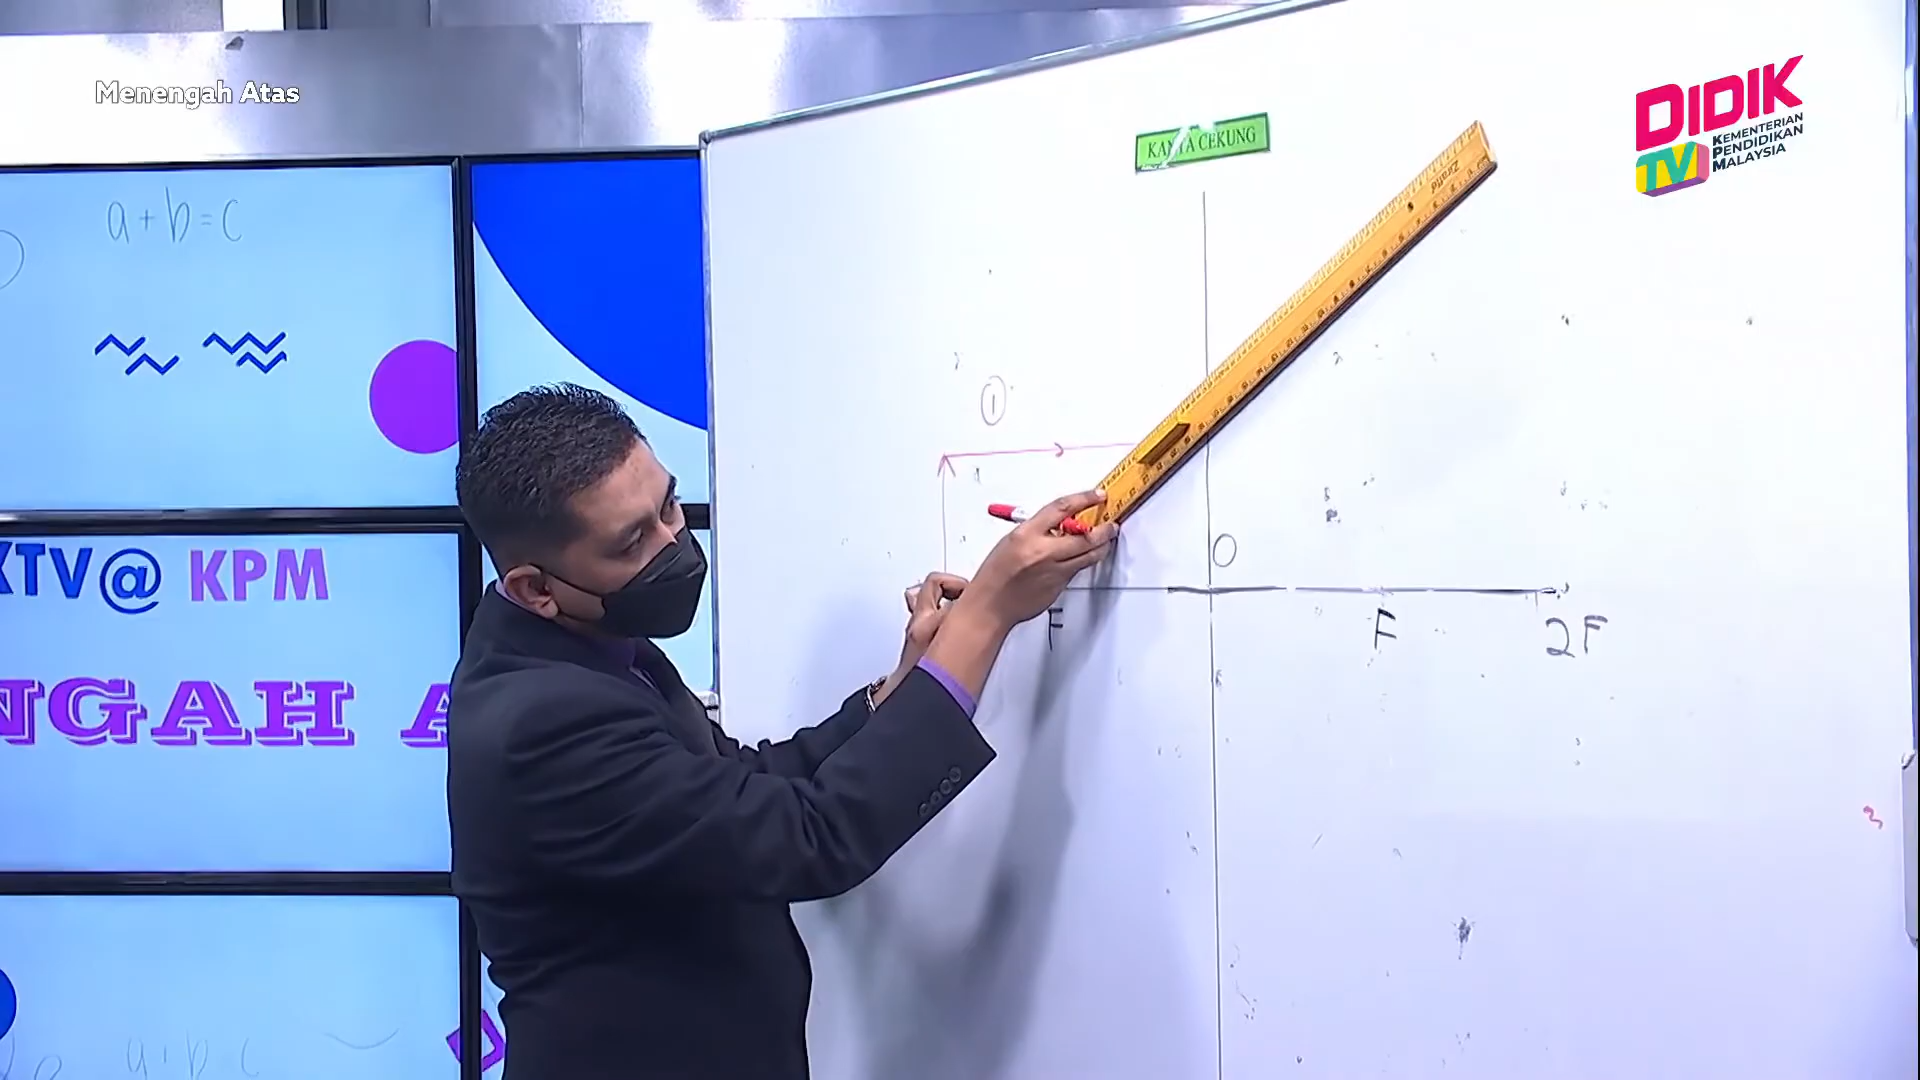 Menengah Atas
DIDIK
TV
KEMENTERIAN
PENDIDIKAN
MALAYSIA
KANTA CEKUNG
a+b=c
1
O
KTV@ KPM
F
F
2F
NGAH A